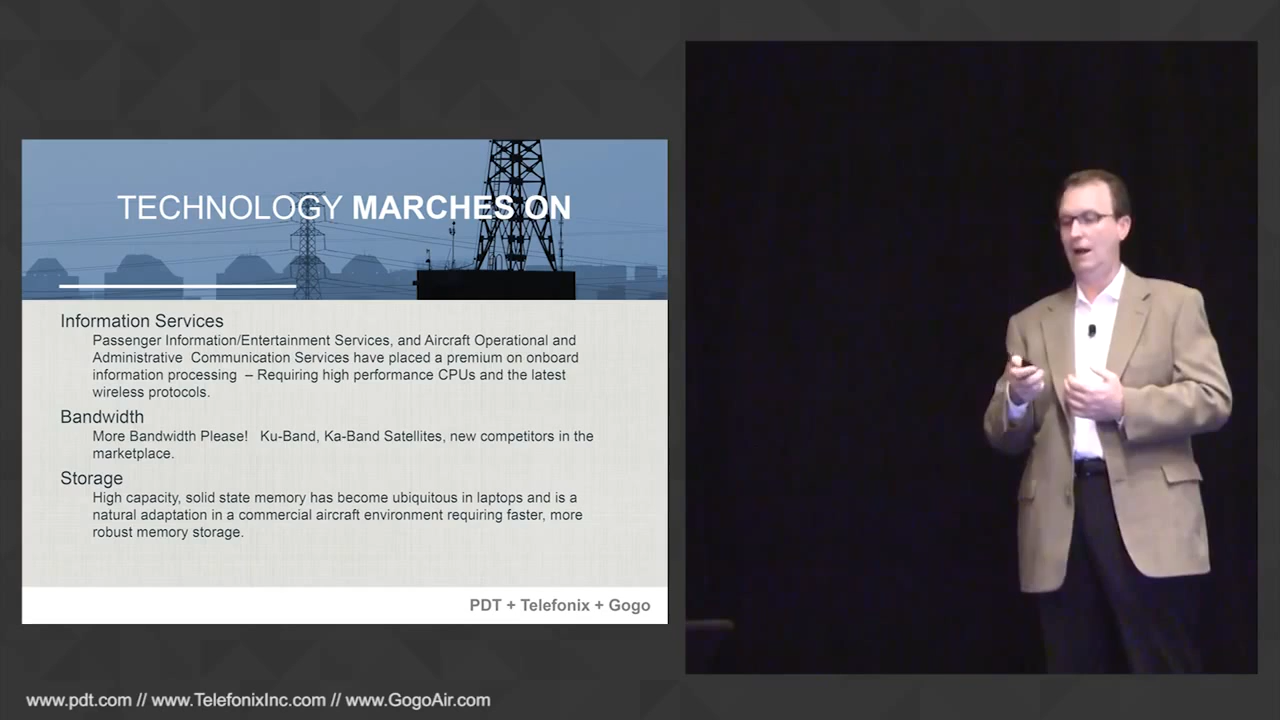 TECHNOLOGY MARCHES ON
Information Services
Passenger Information/Entertainment Services, and Aircraft Operational and
Administrative Communication Services have placed a premium on onboard
information processing – Requiring high performance CPUs and the latest
wireless protocols.
Bandwidth
More Bandwidth Please! Ku-Band, Ka-Band Satellites, new competitors in the
marketplace.
Storage
High capacity, solid state memory has become ubiquitous in laptops and is a
natural adaptation in a commercial aircraft environment requiring faster, more
robust memory storage.
PDT + Telefonix + Gogo
www.pdt.com // www.TelefonixInc.com // www.GogoAir.com